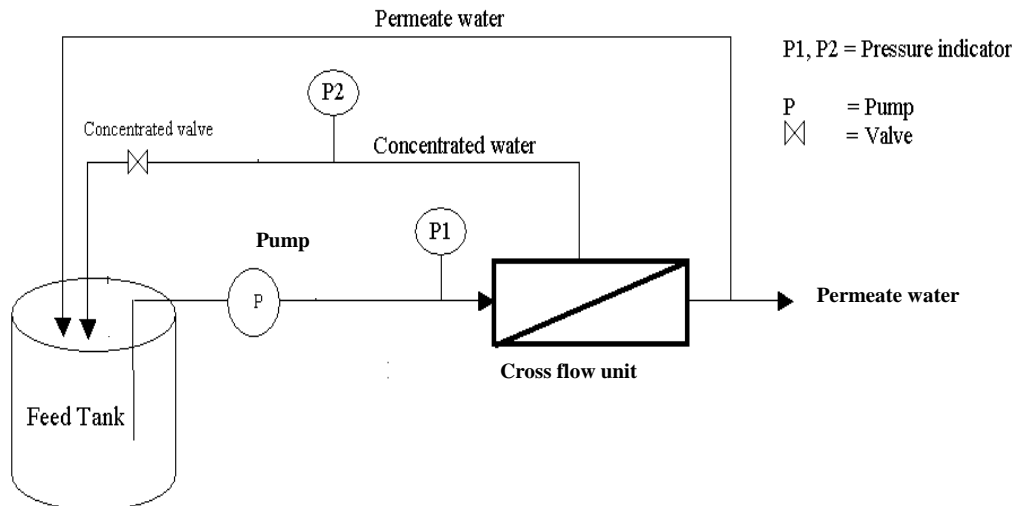 Permeate water
P1, P2 = Pressure indicator
P2
P = Pump
= Valve
Concentrated valve
Concentrated water
P1
Pump
P
Permeate water
Cross flow unit
Feed Tank